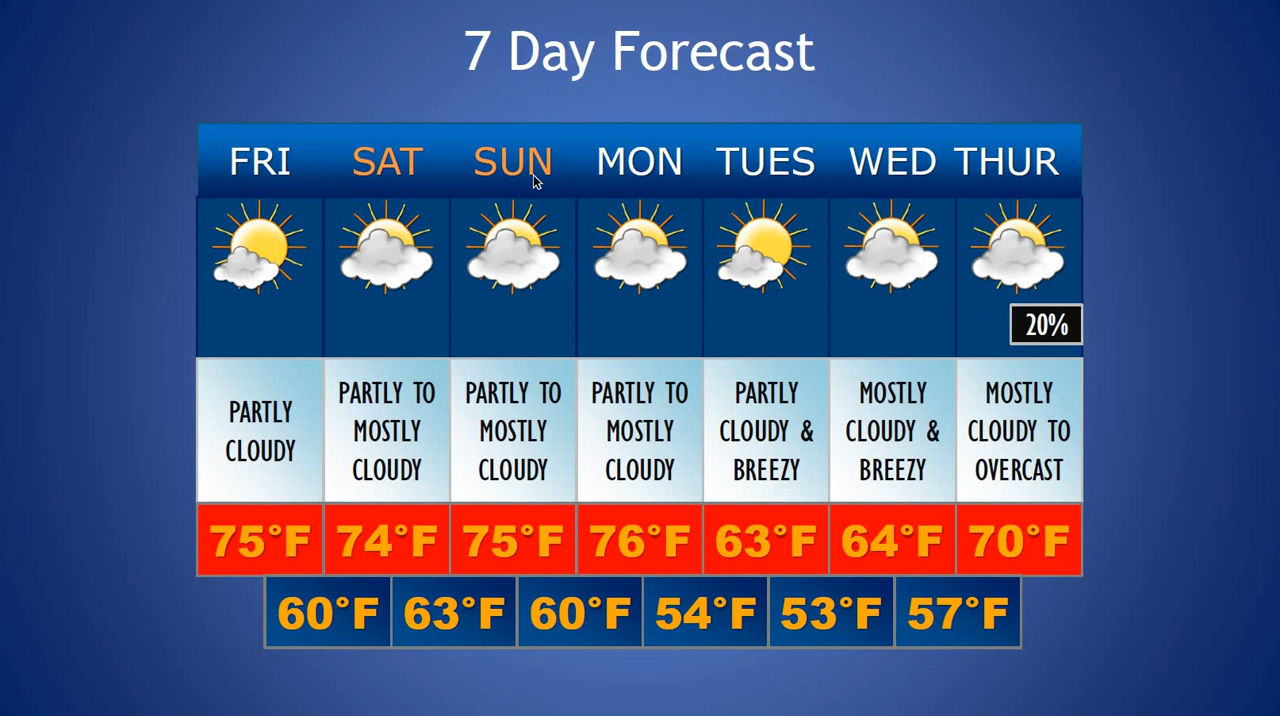 7 Day Forecast
FRI SAT SUN MON TUES WED THUR
20%
PARTLY CLOUDY
PARTLY TO MOSTLY CLOUDY
PARTLY TO MOSTLY CLOUDY
PARTLY TO MOSTLY CLOUDY
PARTLY CLOUDY & BREEZY
MOSTLY CLOUDY & BREEZY
MOSTLY CLOUDY TO OVERCAST
75°F 74°F 75°F 76°F 63°F 64°F 70°F
60°F 63°F 60°F 54°F 53°F 57°F